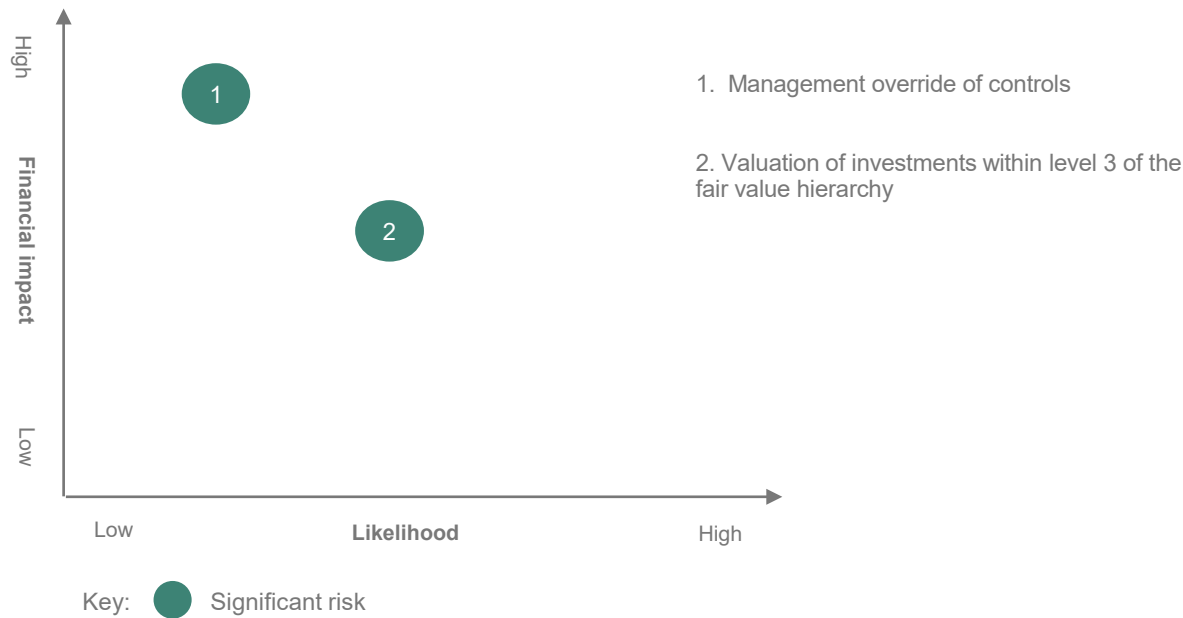 High
Financial impact
Low
1
2
1. Management override of controls
2. Valuation of investments within level 3 of the
fair value hierarchy
Low
Likelihood
High
Key:
Significant risk